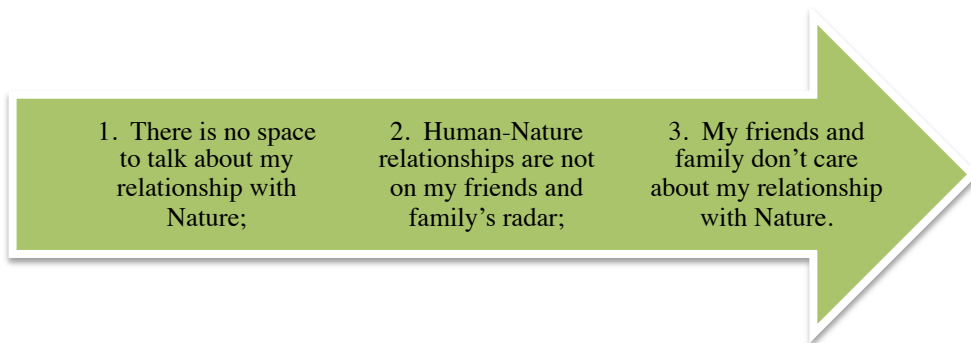 1. There is no space
to talk about my
relationship with
Nature;
2. Human-Nature
relationships are not
on my friends and
family’s radar;
3. My friends and
family don’t care
about my relationship
with Nature.